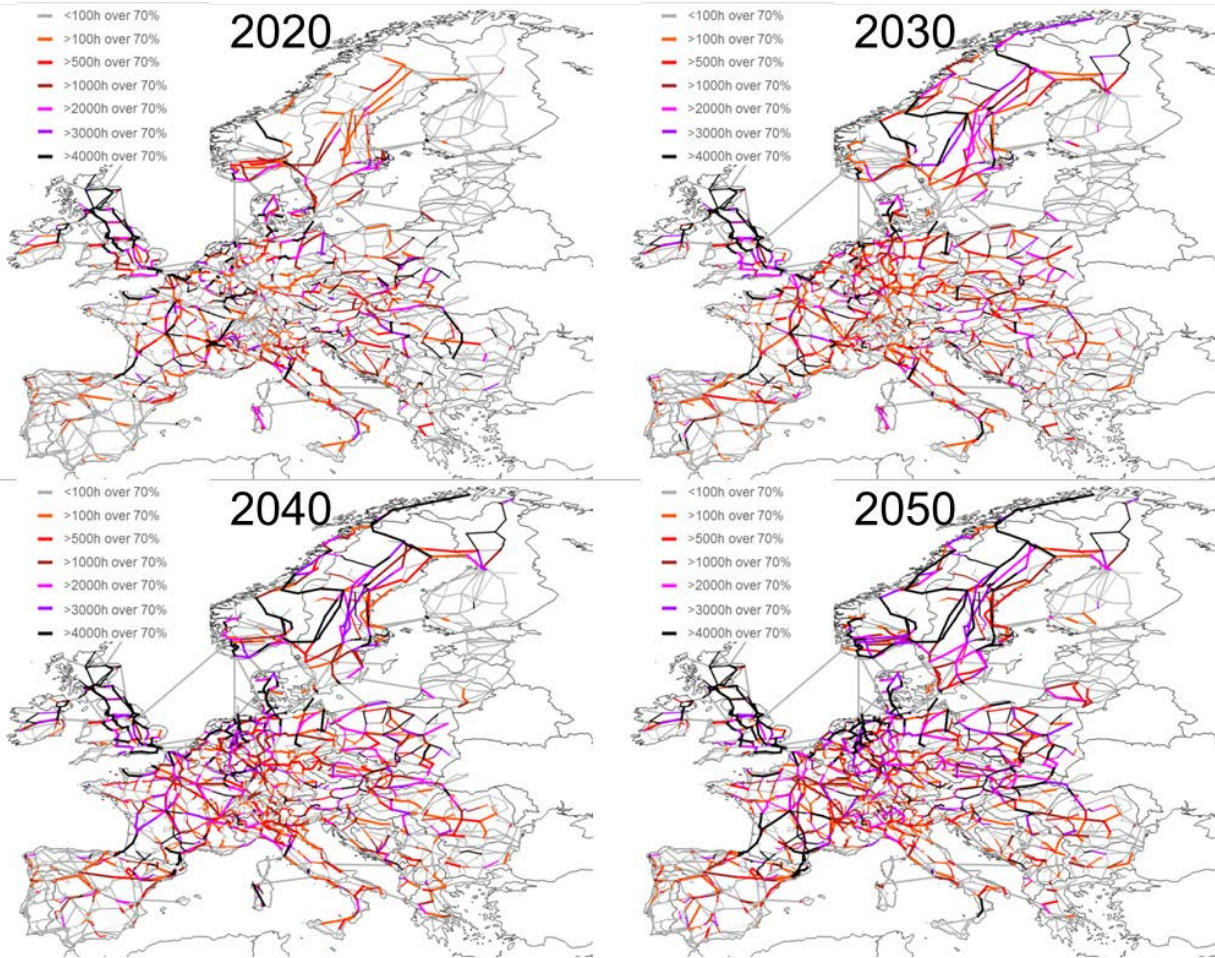 2020
<100h over 70%
>100h over 70%
>500h over 70%
>1000h over 70%
>2000h over 70%
>3000h over 70%
>4000h over 70%
2030
<100h over 70%
>100h over 70%
>500h over 70%
>1000h over 70%
>2000h over 70%
>3000h over 70%
>4000h over 70%
2040
<100h over 70%
>100h over 70%
>500h over 70%
>1000h over 70%
>2000h over 70%
>3000h over 70%
>4000h over 70%
2050
<100h over 70%
>100h over 70%
>500h over 70%
>1000h over 70%
>2000h over 70%
>3000h over 70%
>4000h over 70%